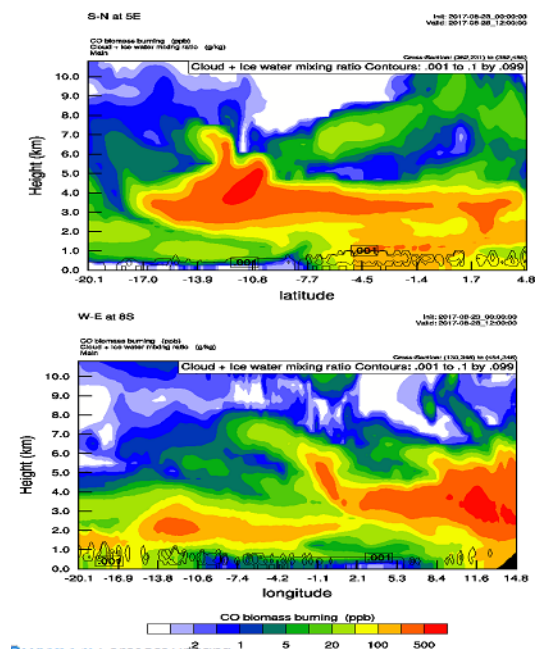 S-N at 5E
Init: 2017-08-28_00:00:00
Valid: 2017-08-28_12:00:00
CO biomass burning (ppb)
Cloud + Ice water mixing ratio (g/kg)
Main
Cloud + Ice water mixing ratio Contours: .001 to .1 by .099
10.0
9.0
8.0
7.0
6.0
5.0
4.0
3.0
2.0
1.0
0.0
Height (km)
.001
.001
-20.1 -17.0 -13.9 -10.8 -7.7 -4.5 -1.4 1.7 4.8
latitude
W-E at 8S
Valid: 2017-08-28_12:00:00
CO biomass burning (ppb)
Cloud + Ice water mixing ratio (g/kg)
Main
Cloud + Ice water mixing ratio Contours: .001 to .1 by .099
10.0
9.0
8.0
7.0
6.0
5.0
4.0
3.0
2.0
1.0
0.0
Height (km)
.001
.001
-20.1 -16.9 -13.8 -10.6 -7.4 -4.3 -1.1 2.1 5.3 8.4 11.6 14.8
longitude
CO biomass burning (ppb)
.2 1 5 20 100 500